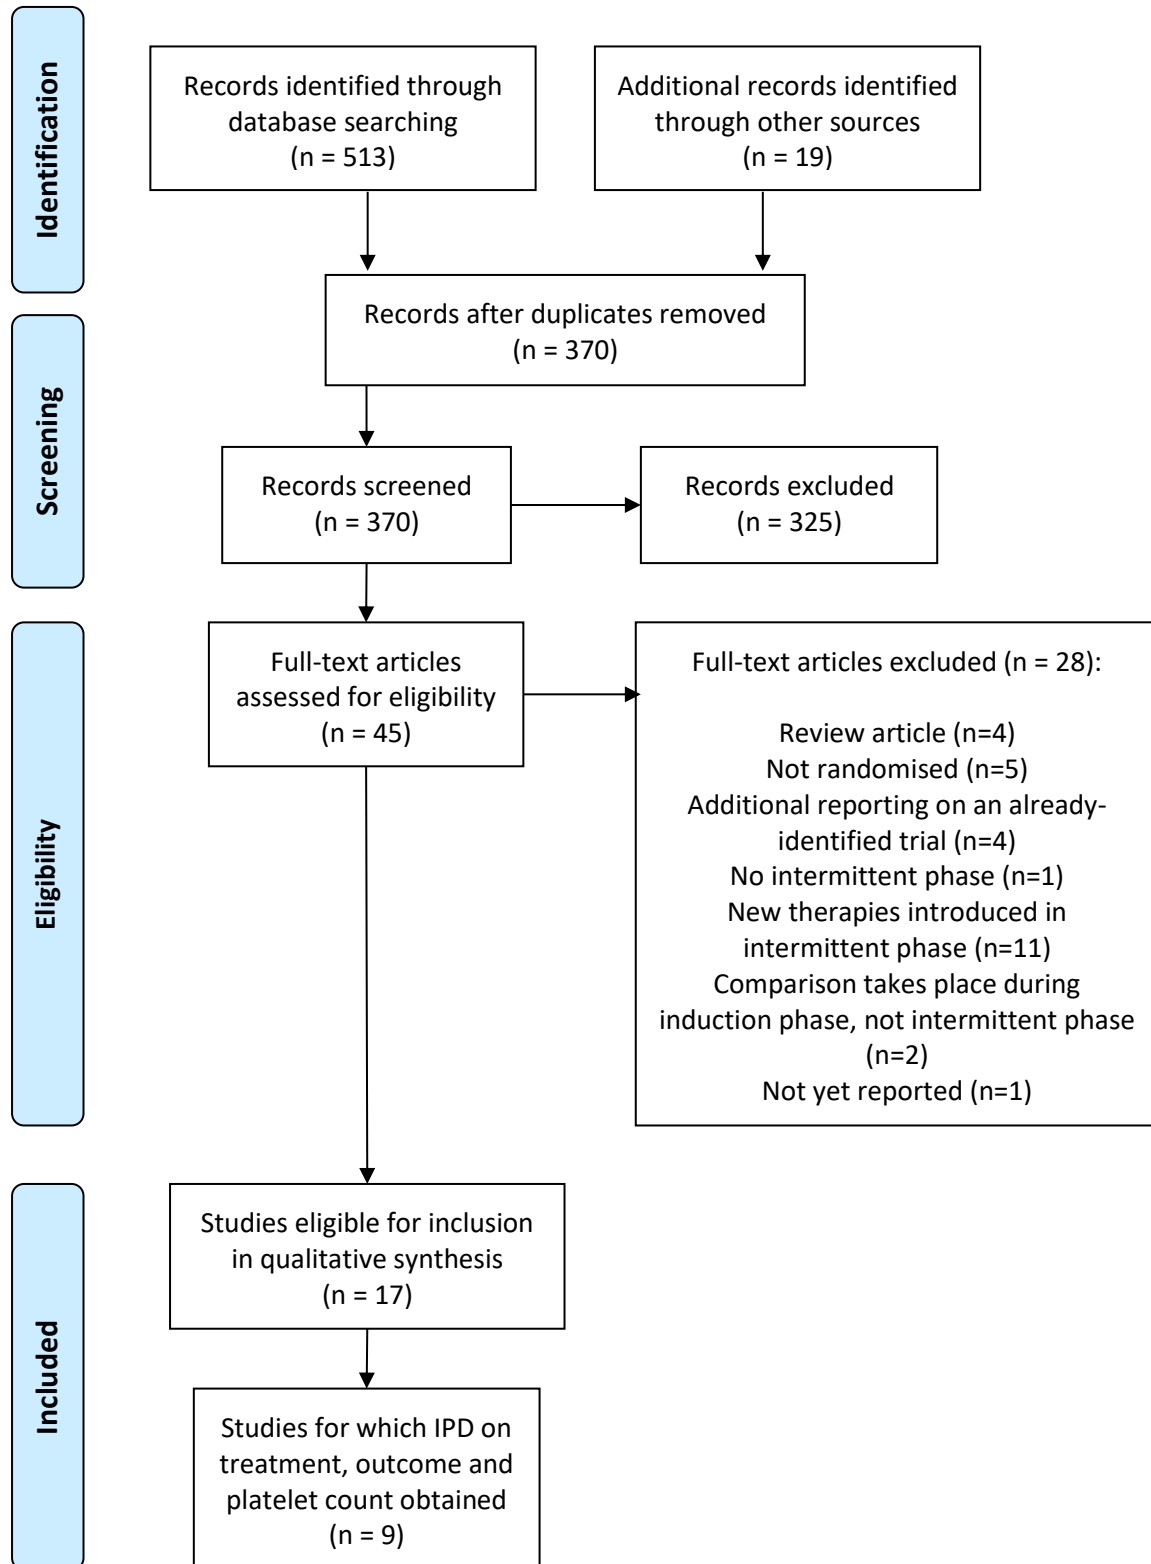 Identification
Records identified through
database searching
(n = 513)
Additional records identified
through other sources
(n = 19)
Records after duplicates removed
(n = 370)
Screening
Records screened
(n = 370)
Records excluded
(n = 325)
Eligibility
Full-text articles
assessed for eligibility
(n = 45)
Full-text articles excluded (n = 28):
Review article (n=4)
Not randomised (n=5)
Additional reporting on an already-
identified trial (n=4)
No intermittent phase (n=1)
New therapies introduced in
intermittent phase (n=11)
Comparison takes place during
induction phase, not intermittent phase
(n=2)
Not yet reported (n=1)
Included
Studies eligible for inclusion
in qualitative synthesis
(n = 17)
Studies for which IPD on
treatment, outcome and
platelet count obtained
(n = 9)